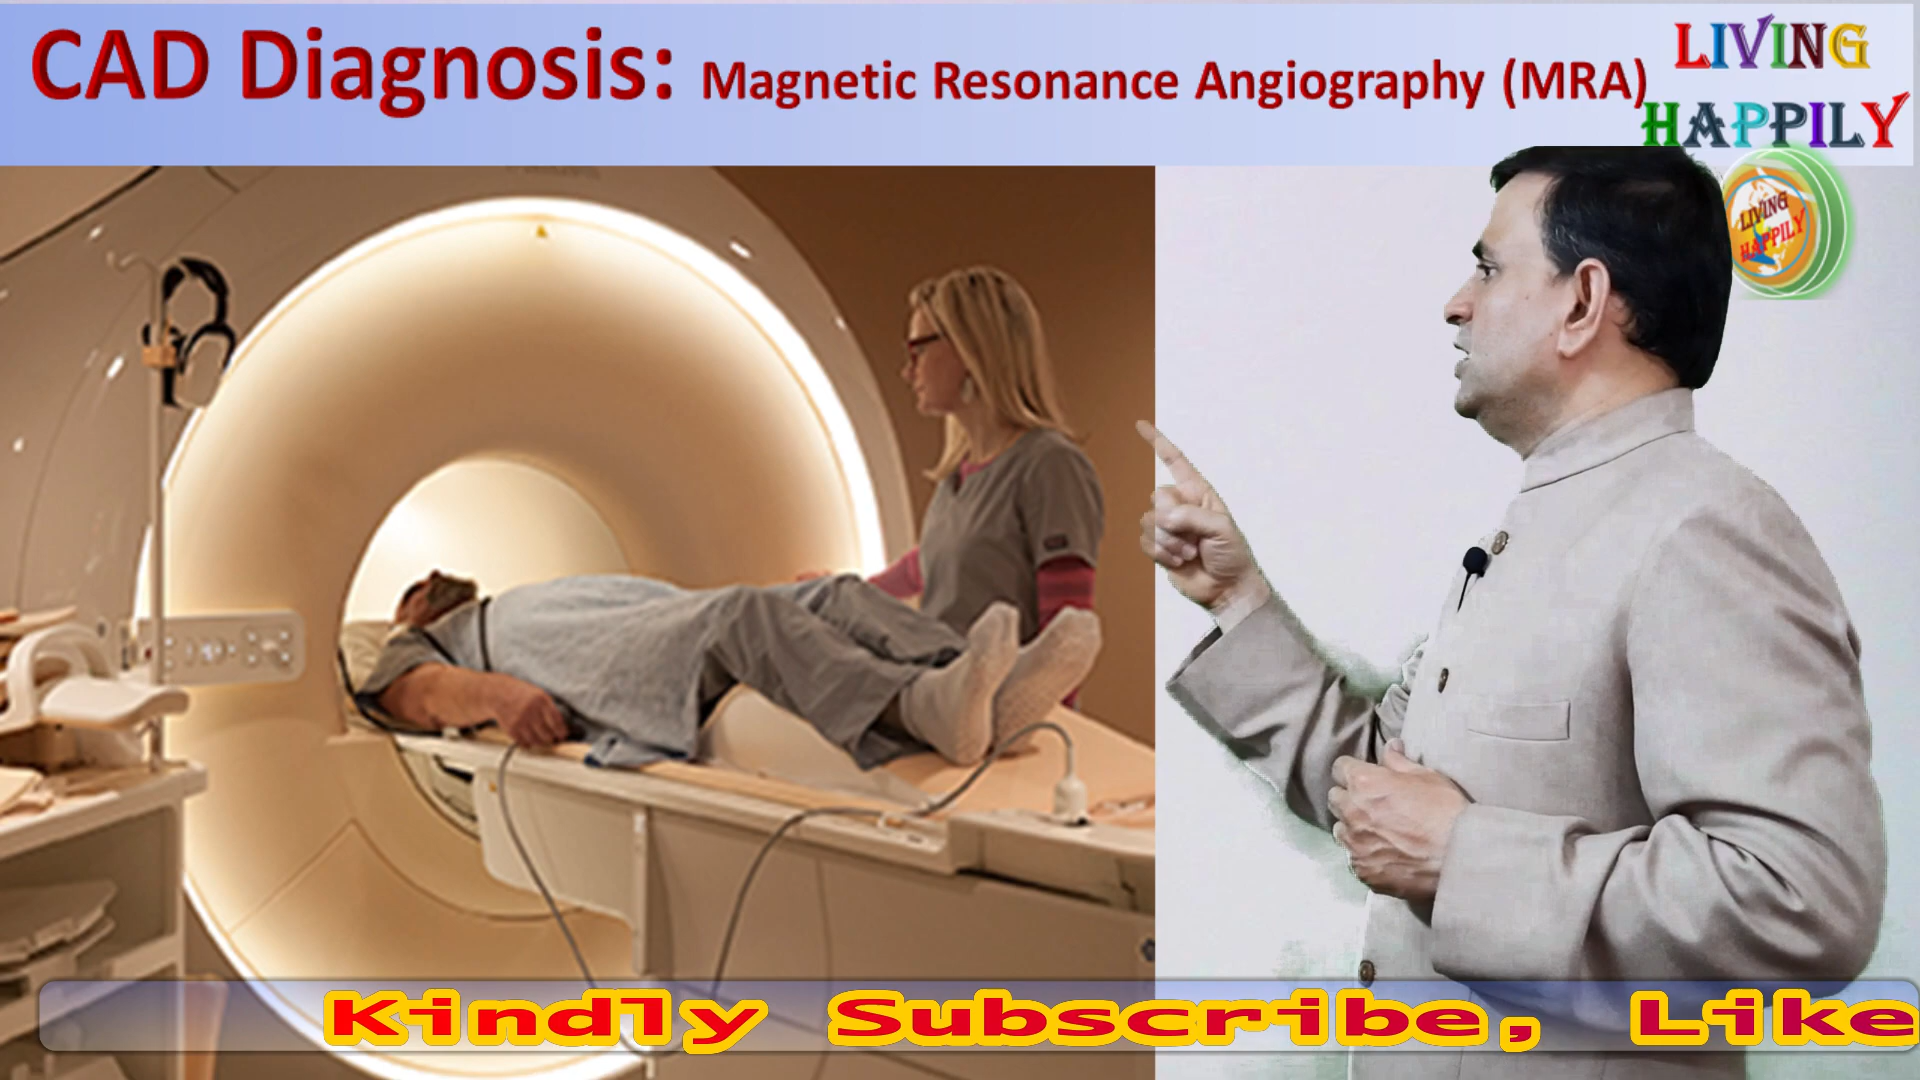 CAD Diagnosis: Magnetic Resonance Angiography (MRA)
LIVING
HAPPILY
LIVING
HAPPILY
Kindly Subscribe, Like